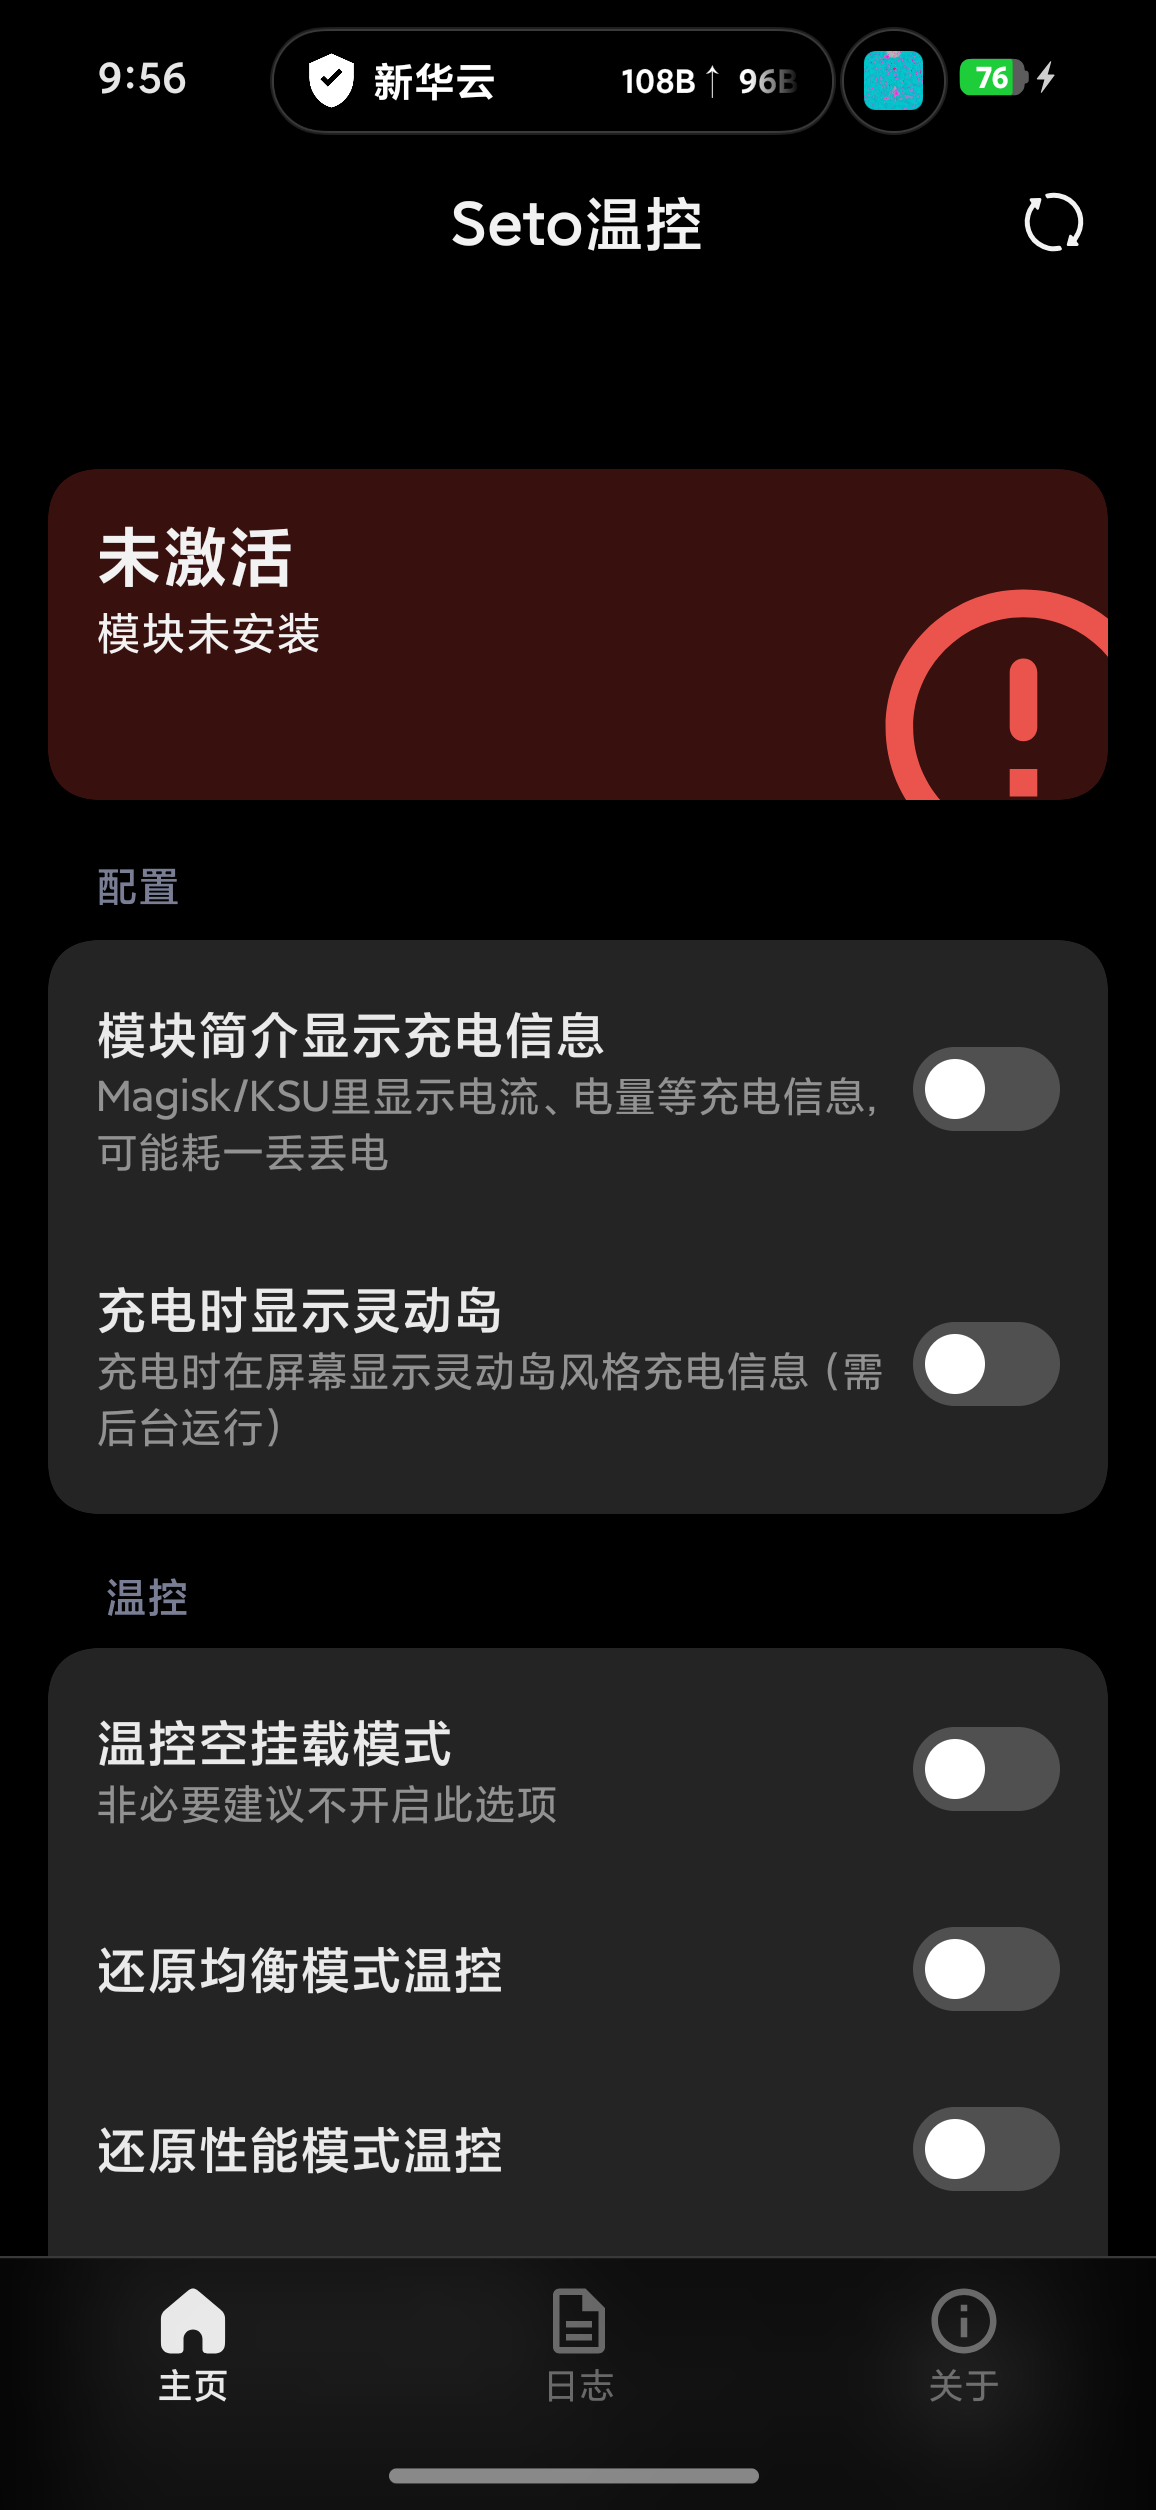 9:56
新华云
108B↑ 96B
76
Seto温控
未激活
模块未安装
配置
模块简介显示充电信息
Magisk/KSU里显示电流、电量等充电信息,
可能耗一丢丢电
充电时显示灵动岛
充电时在屏幕显示灵动岛风格充电信息（需
后台运行）
温控
温控空挂载模式
非必要建议不开启此选项
还原均衡模式温控
还原性能模式温控
主页
日志
关于